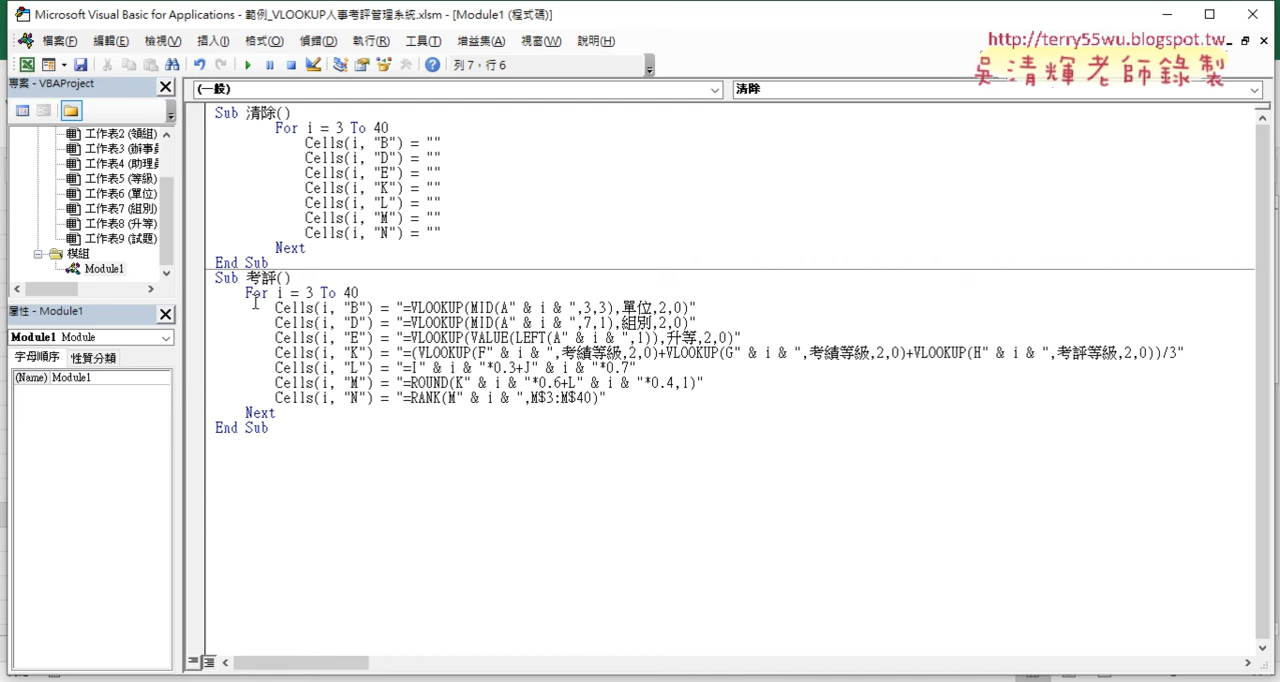 Microsoft Visual Basic for Applications - 範例_VLOOKUP人事考評管理系統.xlsm - [Module1 (程式碼)]
檔案(F) 編輯(E) 檢視(V) 插入(I) 格式(O) 偵錯(D) 執行(R) 工具(T) 增益集(A) 視窗(W) 說明(H)
http://terry55wu.blogspot.tw
吳清輝老師錄製
列 7，行 6
專案 - VBAProject
(一般)
清除
工作表2 (領組)
工作表3 (辦事員
工作表4 (助理員
工作表5 (等級)
工作表6 (單位)
工作表7 (組別)
工作表8 (升等)
工作表9 (試題)
模組
Module1
屬性 - Module1
Module1 Module
字母順序 性質分類
(Name) Module1
Sub 清除()
For i = 3 To 40
Cells(i, "B") = ""
Cells(i, "D") = ""
Cells(i, "E") = ""
Cells(i, "K") = ""
Cells(i, "L") = ""
Cells(i, "M") = ""
Cells(i, "N") = ""
Next
End Sub
Sub 考評()
For i = 3 To 40
Cells(i, "B") = "=VLOOKUP(MID(A" & i & ",3,3),單位,2,0)"
Cells(i, "D") = "=VLOOKUP(MID(A" & i & ",7,1),組別,2,0)"
Cells(i, "E") = "=VLOOKUP(VALUE(LEFT(A" & i & ",1)),升等,2,0)"
Cells(i, "K") = "=(VLOOKUP(F" & i & ",考績等級,2,0)+VLOOKUP(G" & i & ",考績等級,2,0)+VLOOKUP(H" & i & ",考評等級,2,0))/3"
Cells(i, "L") = "=I" & i & "*0.3+J" & i & "*0.7"
Cells(i, "M") = "=ROUND(K" & i & "*0.6+L" & i & "*0.4,1)"
Cells(i, "N") = "=RANK(M" & i & ",M$3:M$40)"
Next
End Sub